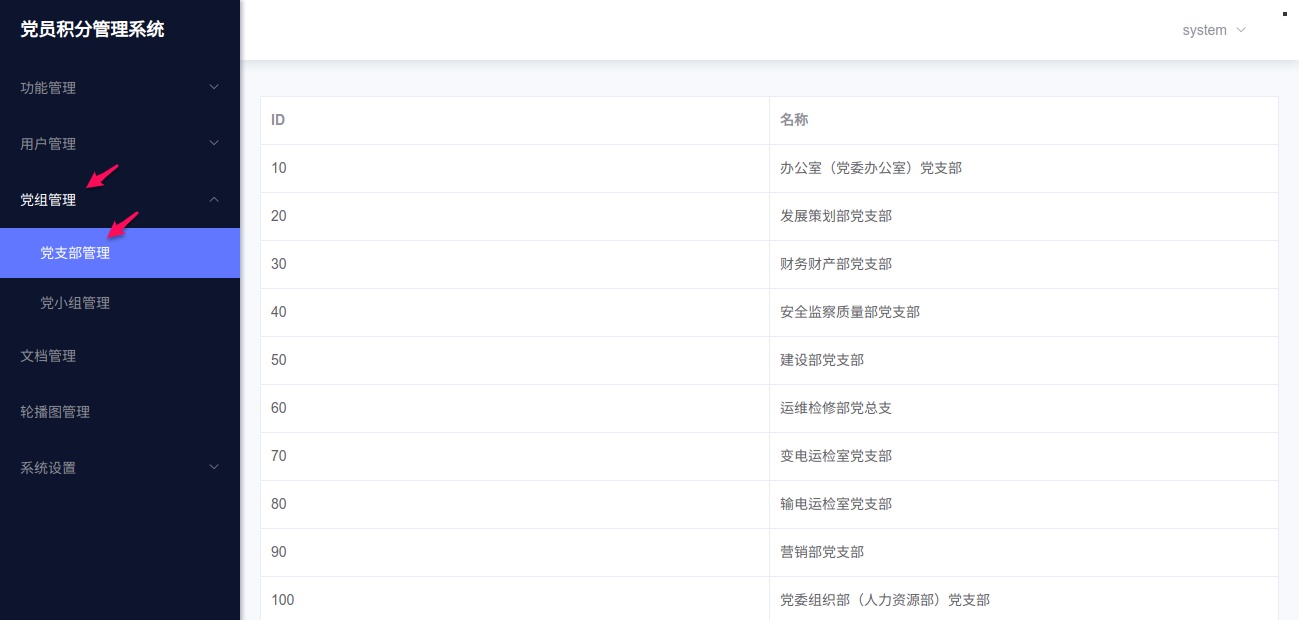 党员积分管理系统
system
功能管理
用户管理
党组管理
党支部管理
党小组管理
文档管理
轮播图管理
系统设置
ID 名称
10 办公室（党委办公室）党支部
20 发展策划部党支部
30 财务财产部党支部
40 安全监察质量部党支部
50 建设部党支部
60 运维检修部党总支
70 变电运检室党支部
80 输电运检室党支部
90 营销部党支部
100 党委组织部（人力资源部）党支部